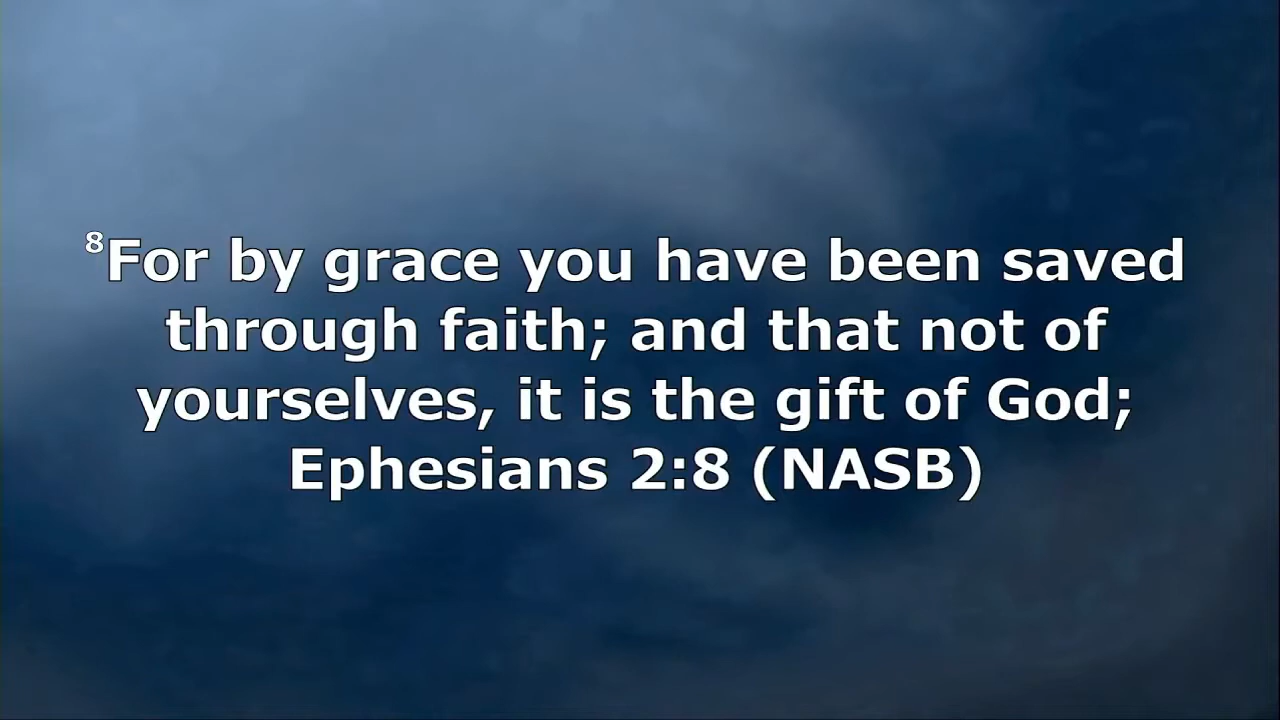 ⁸For by grace you have been saved
through faith; and that not of
yourselves, it is the gift of God;
Ephesians 2:8 (NASB)